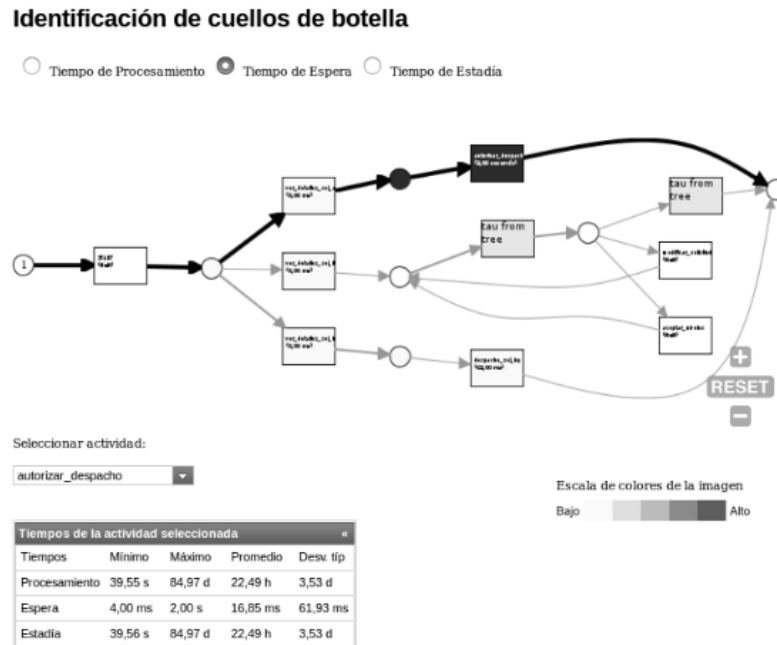 Identificación de cuellos de botella
Tiempo de Procesamiento Tiempo de Espera Tiempo de Estadía
tau from
tree
tau from
tree
1
START
RESET
Seleccionar actividad:
autorizar_despacho
Escala de colores de la imagen
Bajo Alto
Tiempos de la actividad seleccionada «
Tiempos Mínimo Máximo Promedio Desv. típ
Procesamiento 39,55 s 84,97 d 22,49 h 3,53 d
Espera 4,00 ms 2,00 s 16,85 ms 61,93 ms
Estadía 39,56 s 84,97 d 22,49 h 3,53 d